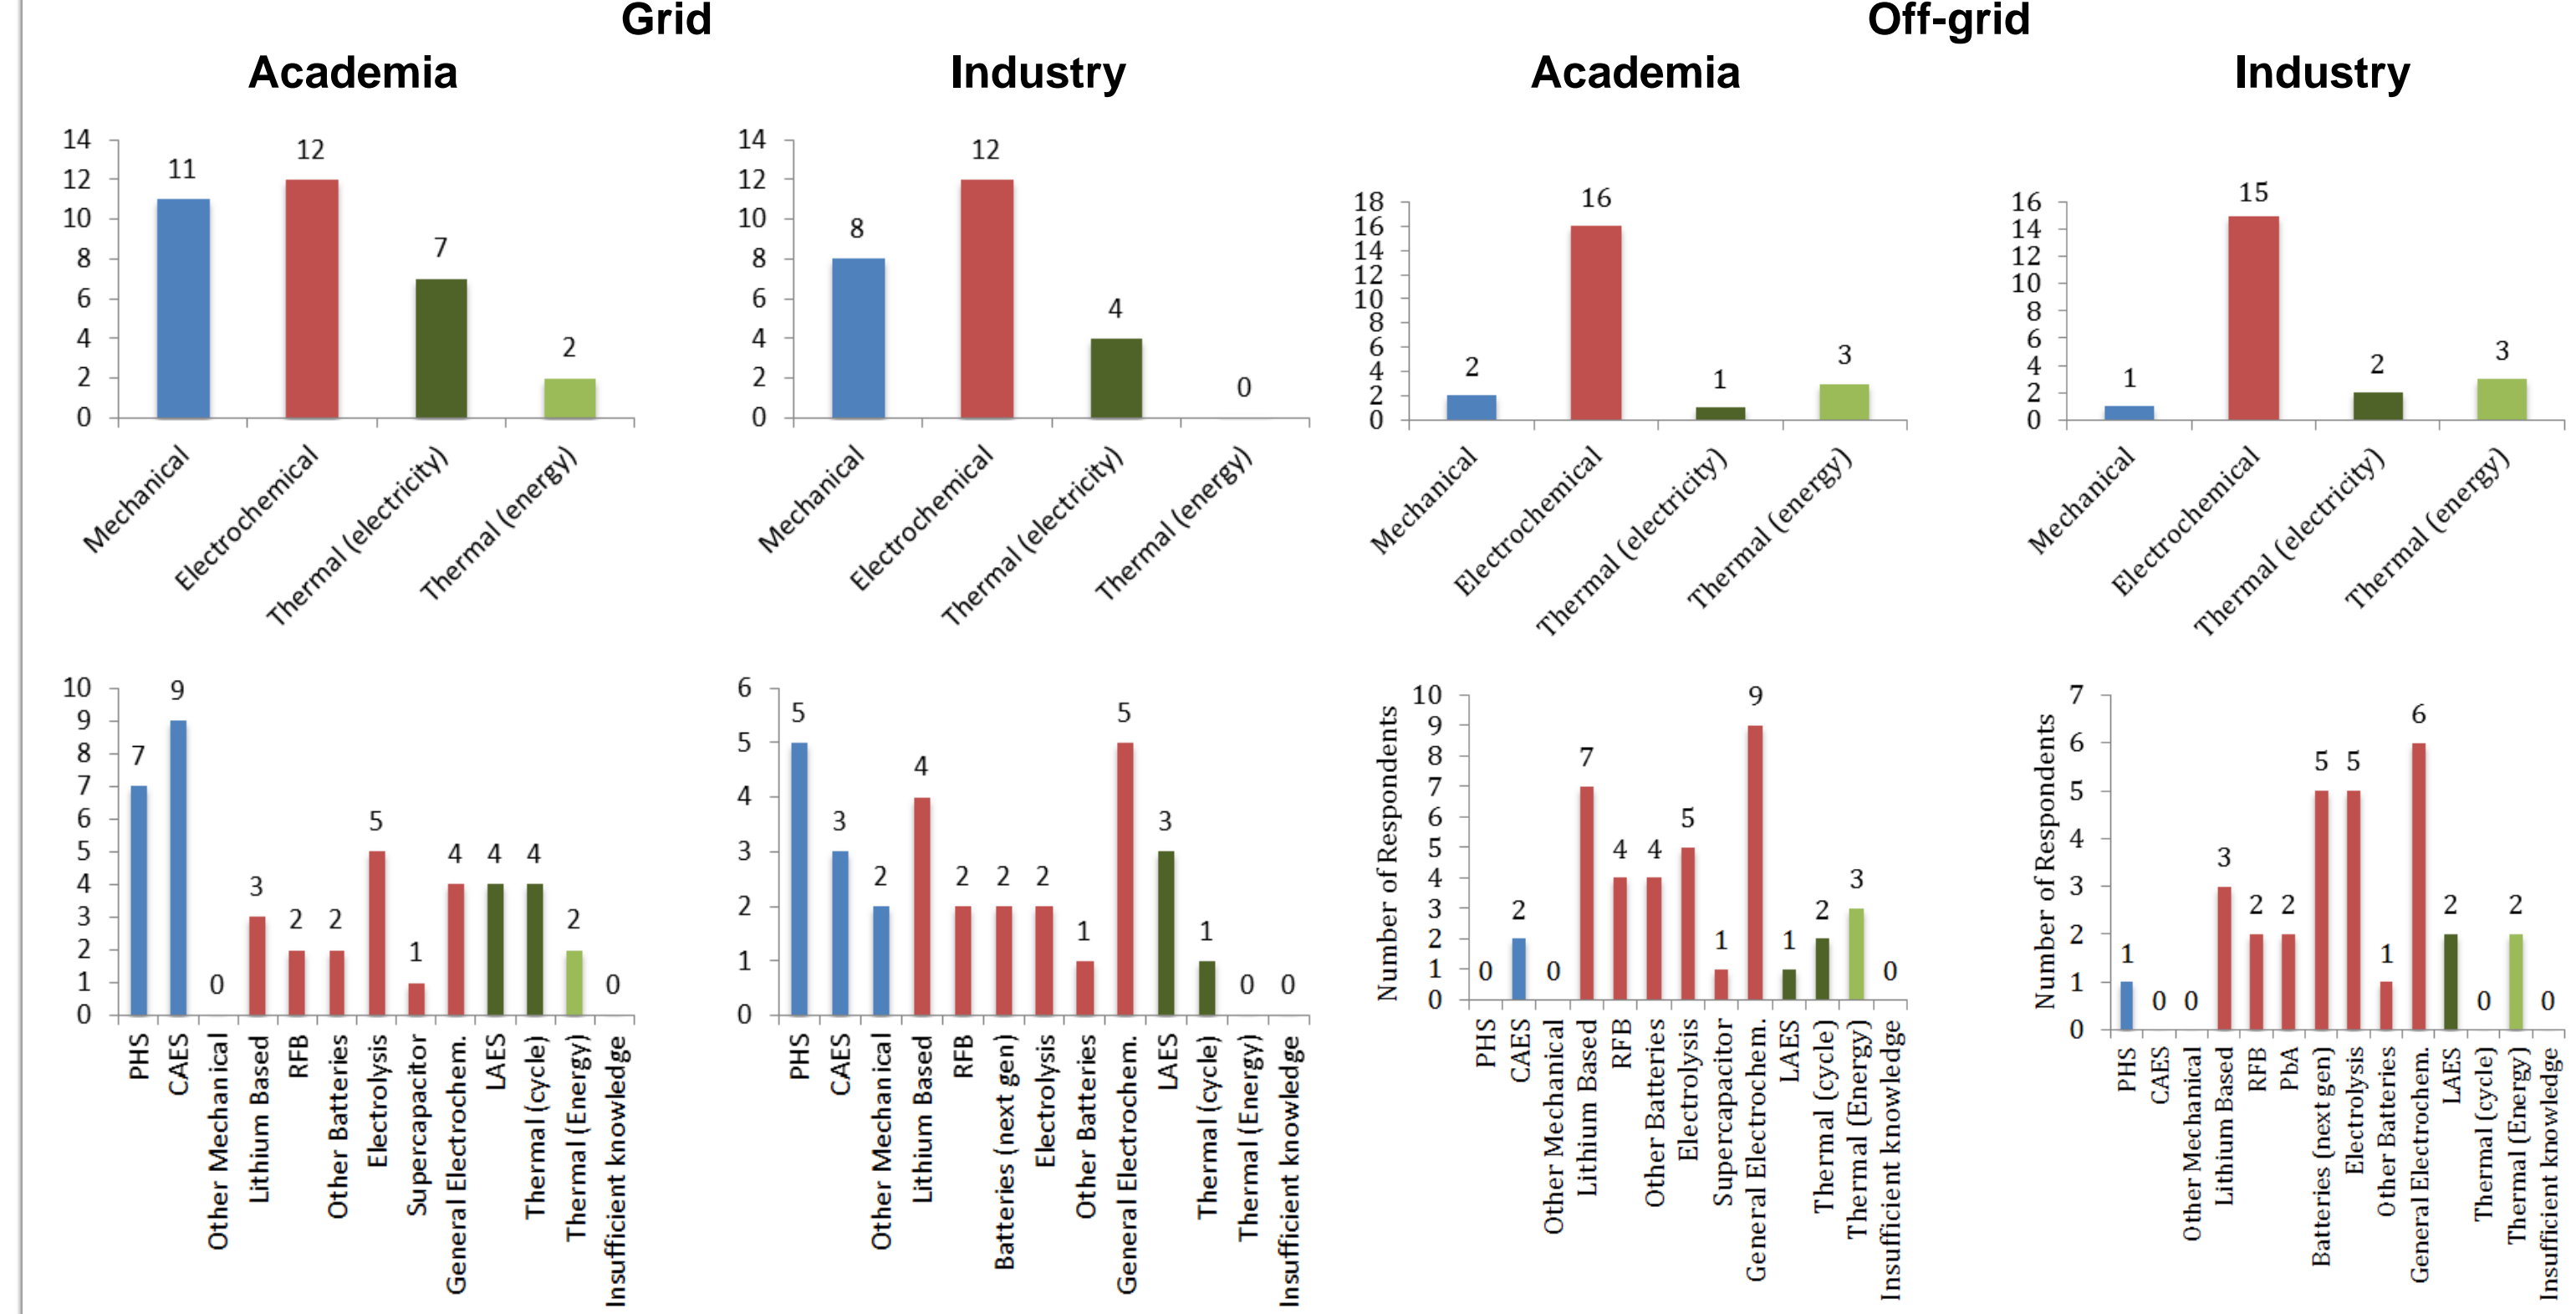 Grid
Off-grid
Academia
Industry
Academia
Industry
14
12
10
8
6
4
2
0
11
12
7
2
Mechanical
Electrochemical
Thermal (electricity)
Thermal (energy)
14
12
10
8
6
4
2
0
8
12
4
0
Mechanical
Electrochemical
Thermal (electricity)
Thermal (energy)
18
16
14
12
10
8
6
4
2
0
2
16
1
3
Mechanical
Electrochemical
Thermal (electricity)
Thermal (energy)
16
14
12
10
8
6
4
2
0
1
15
2
3
Mechanical
Electrochemical
Thermal (electricity)
Thermal (energy)
10
9
8
7
6
5
4
3
2
1
0
7
9
0
3
2
2
5
1
4
4
4
2
0
PHS
CAES
Other Mechanical
Lithium Based
RFB
Other Batteries
Electrolysis
Supercapacitor
General Electrochem.
LAES
Thermal (cycle)
Thermal (Energy)
Insufficient knowledge
6
5
4
3
2
1
0
5
3
2
4
2
2
2
1
5
3
1
0
0
PHS
CAES
Other Mechanical
Lithium Based
RFB
Batteries (next gen)
Electrolysis
Other Batteries
General Electrochem.
LAES
Thermal (cycle)
Thermal (Energy)
Insufficient knowledge
Number of Respondents
10
9
8
7
6
5
4
3
2
1
0
0
2
0
7
4
4
5
1
9
1
2
3
0
PHS
CAES
Other Mechanical
Lithium Based
RFB
Other Batteries
Electrolysis
Supercapacitor
General Electrochem.
LAES
Thermal (cycle)
Thermal (Energy)
Insufficient knowledge
Number of Respondents
7
6
5
4
3
2
1
0
1
0
0
3
2
2
5
5
1
6
2
0
2
0
PHS
CAES
Other Mechanical
Lithium Based
RFB
PbA
Batteries (next gen)
Electrolysis
Other Batteries
General Electrochem.
LAES
Thermal (cycle)
Thermal (Energy)
Insufficient knowledge